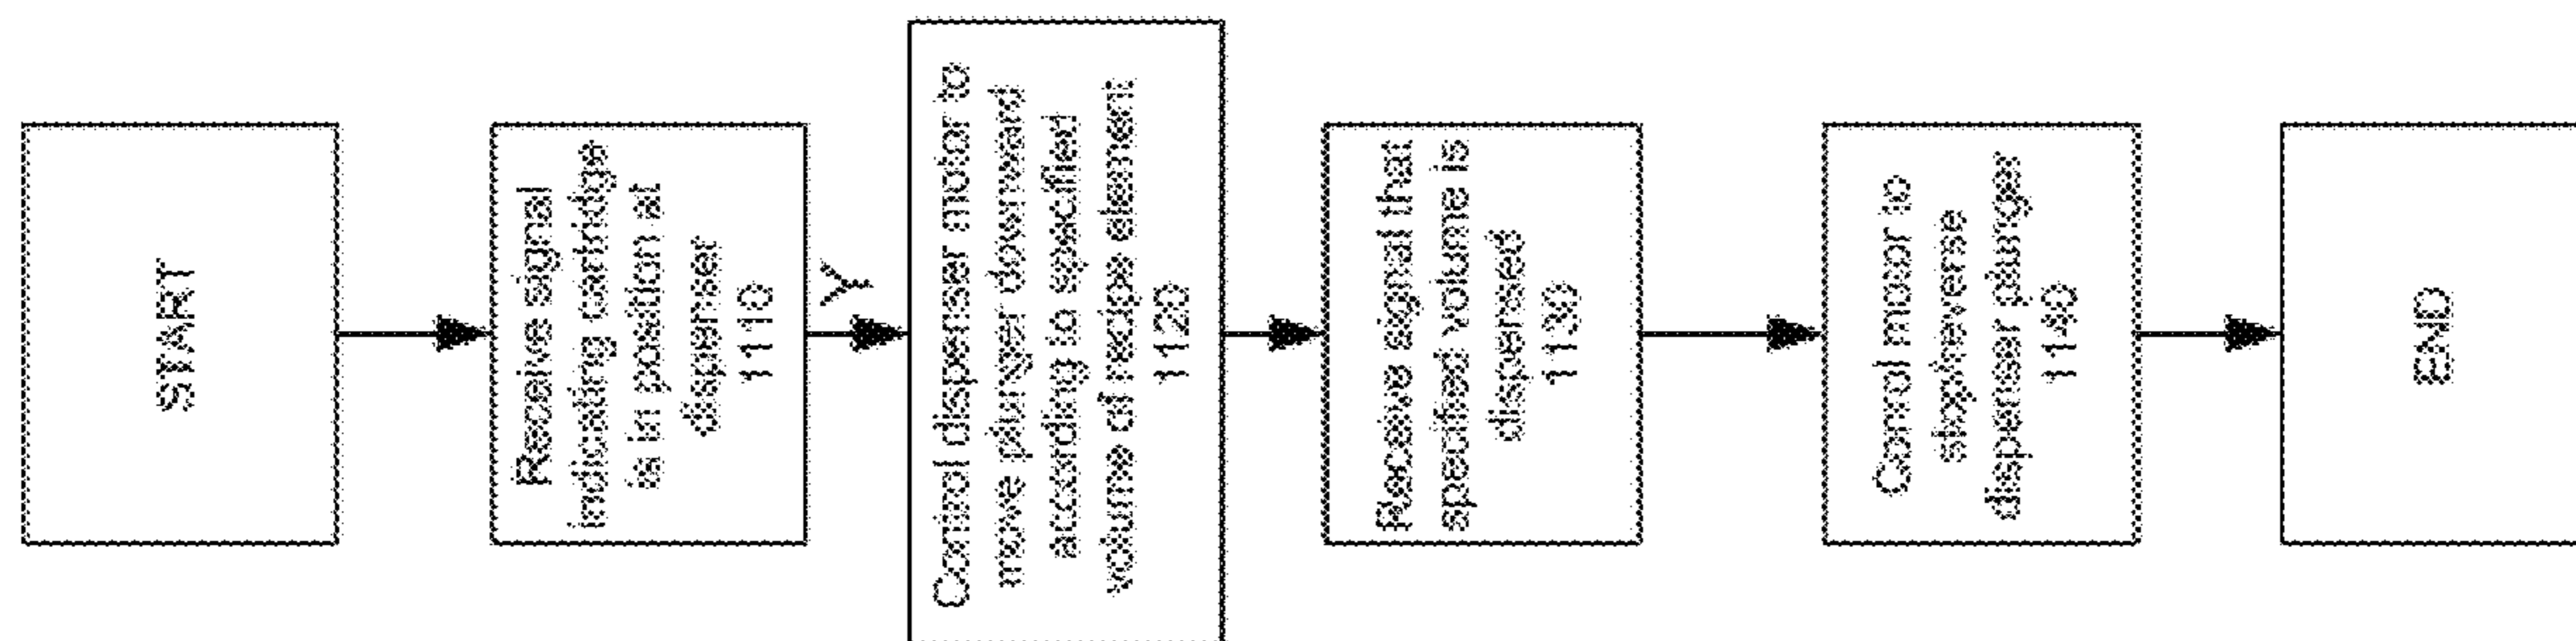 START
Receive signal
indicating cartridge
is in position at
dispenser
1110
Y
Control dispenser motor to
move plunger downward
according to specified
volume of recipe element
1120
Receive signal that
specified volume is
dispensed
1130
Control motor to
stop/reverse
dispenser plunger
1140
END